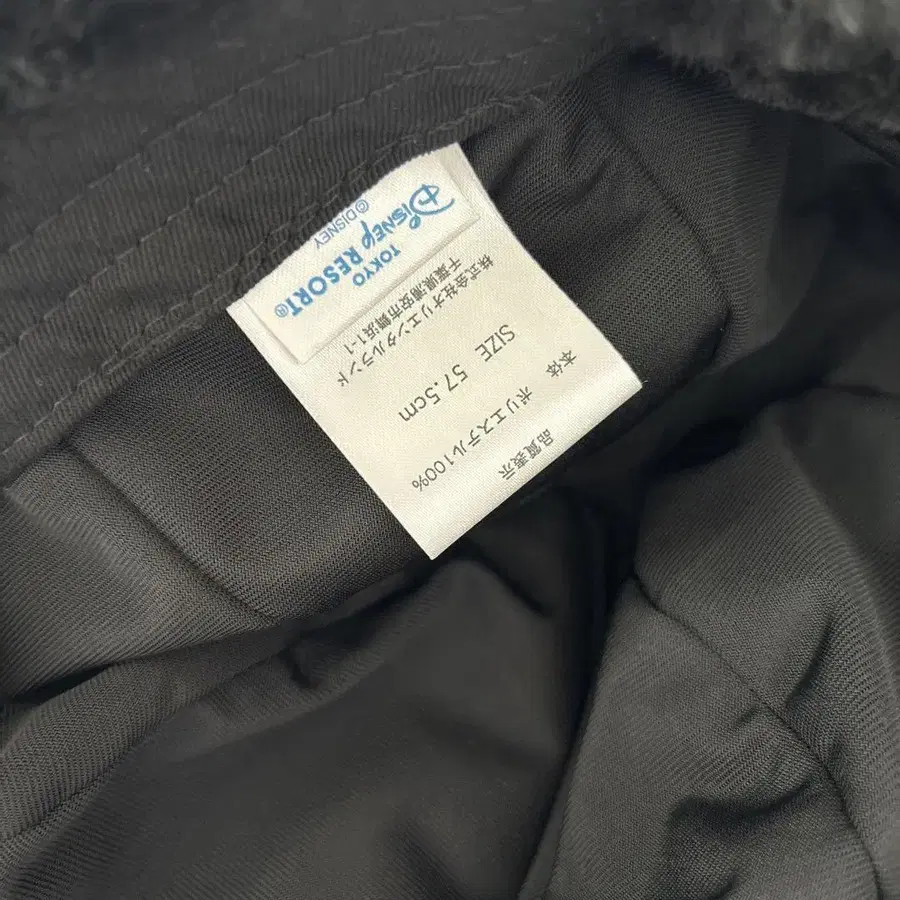 Disney
TOKYO
RESORT®
©DISNEY
株式会社オリエンタルランド
千葉県浦安市舞浜1-1
SIZE 57.5cm
本体 ポリエステル100%
品質表示